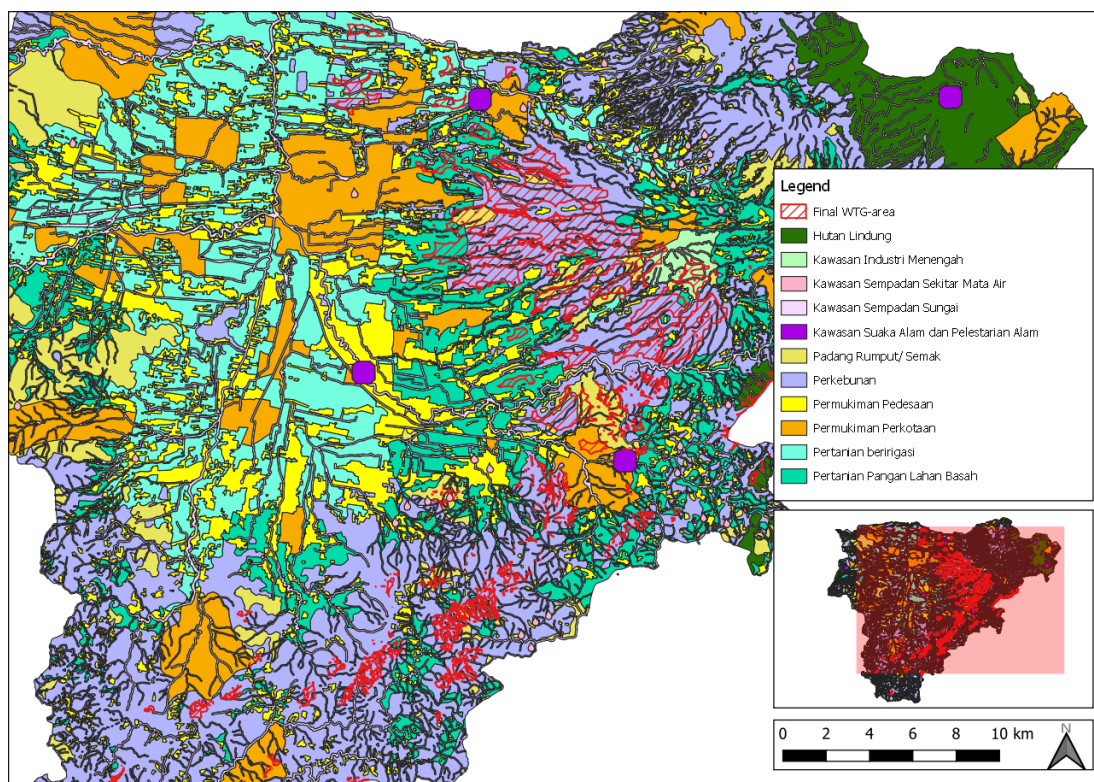 Legend
Final WTG-area
Hutan Lindung
Kawasan Industri Menengah
Kawasan Sempadan Sekitar Mata Air
Kawasan Sempadan Sungai
Kawasan Suaka Alam dan Pelestarian Alam
Padang Rumput/ Semak
Perkebunan
Permukiman Pedesaan
Permukiman Perkotaan
Pertanian beririgasi
Pertanian Pangan Lahan Basah
0 2 4 6 8 10 km
N